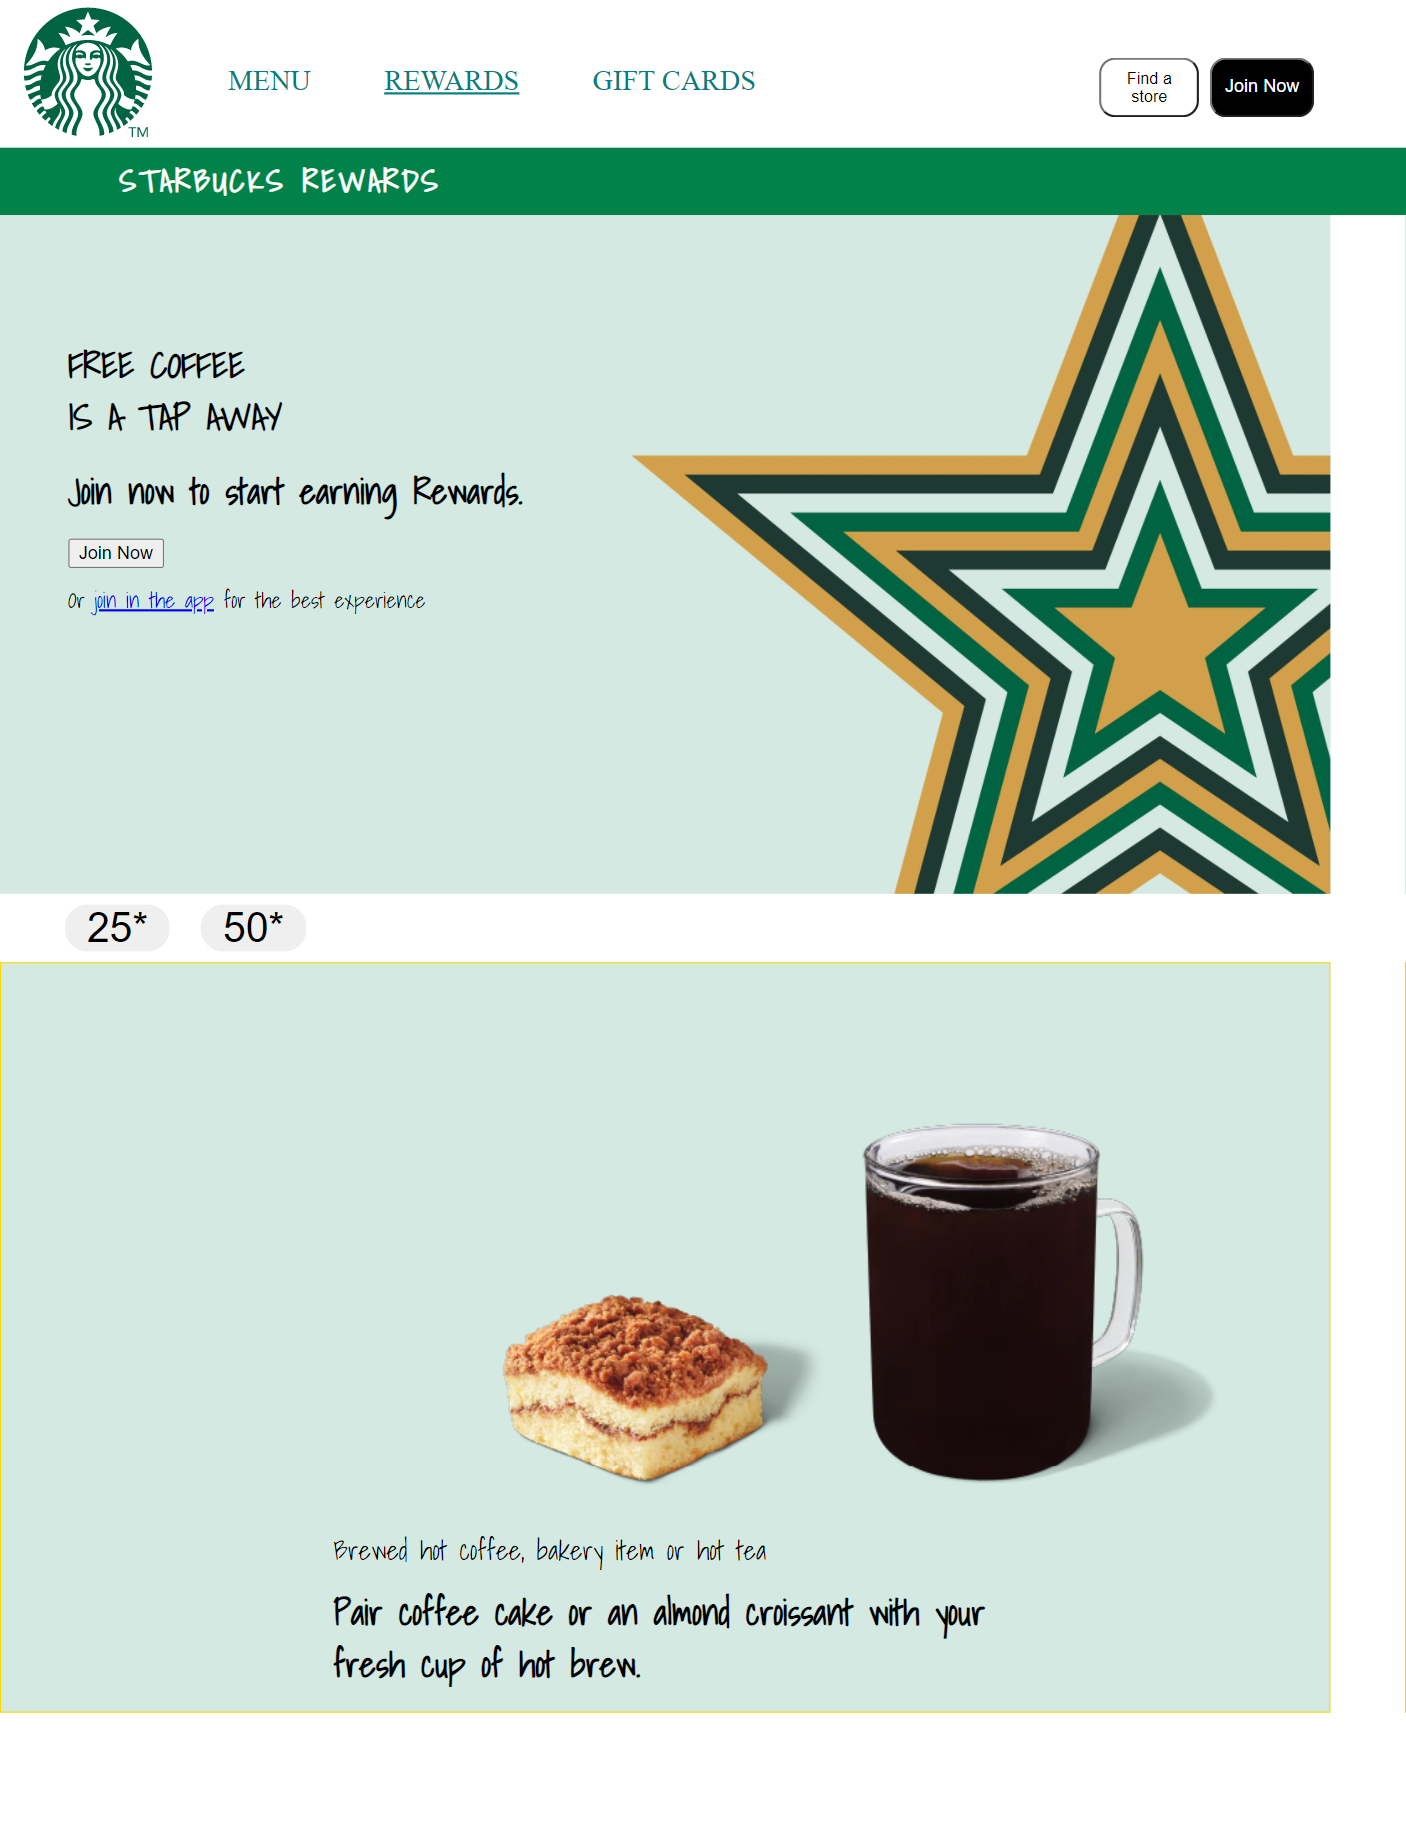 TM
MENU
REWARDS
GIFT CARDS
Find a
store
Join Now
STARBUCKS REWARDS
FREE COFFEE
IS A TAP AWAY
Join now to start earning Rewards.
Join Now
Or join in the app for the best experience
25*
50*
Brewed hot coffee, bakery item or hot tea
Pair coffee cake or an almond croissant with your
fresh cup of hot brew.